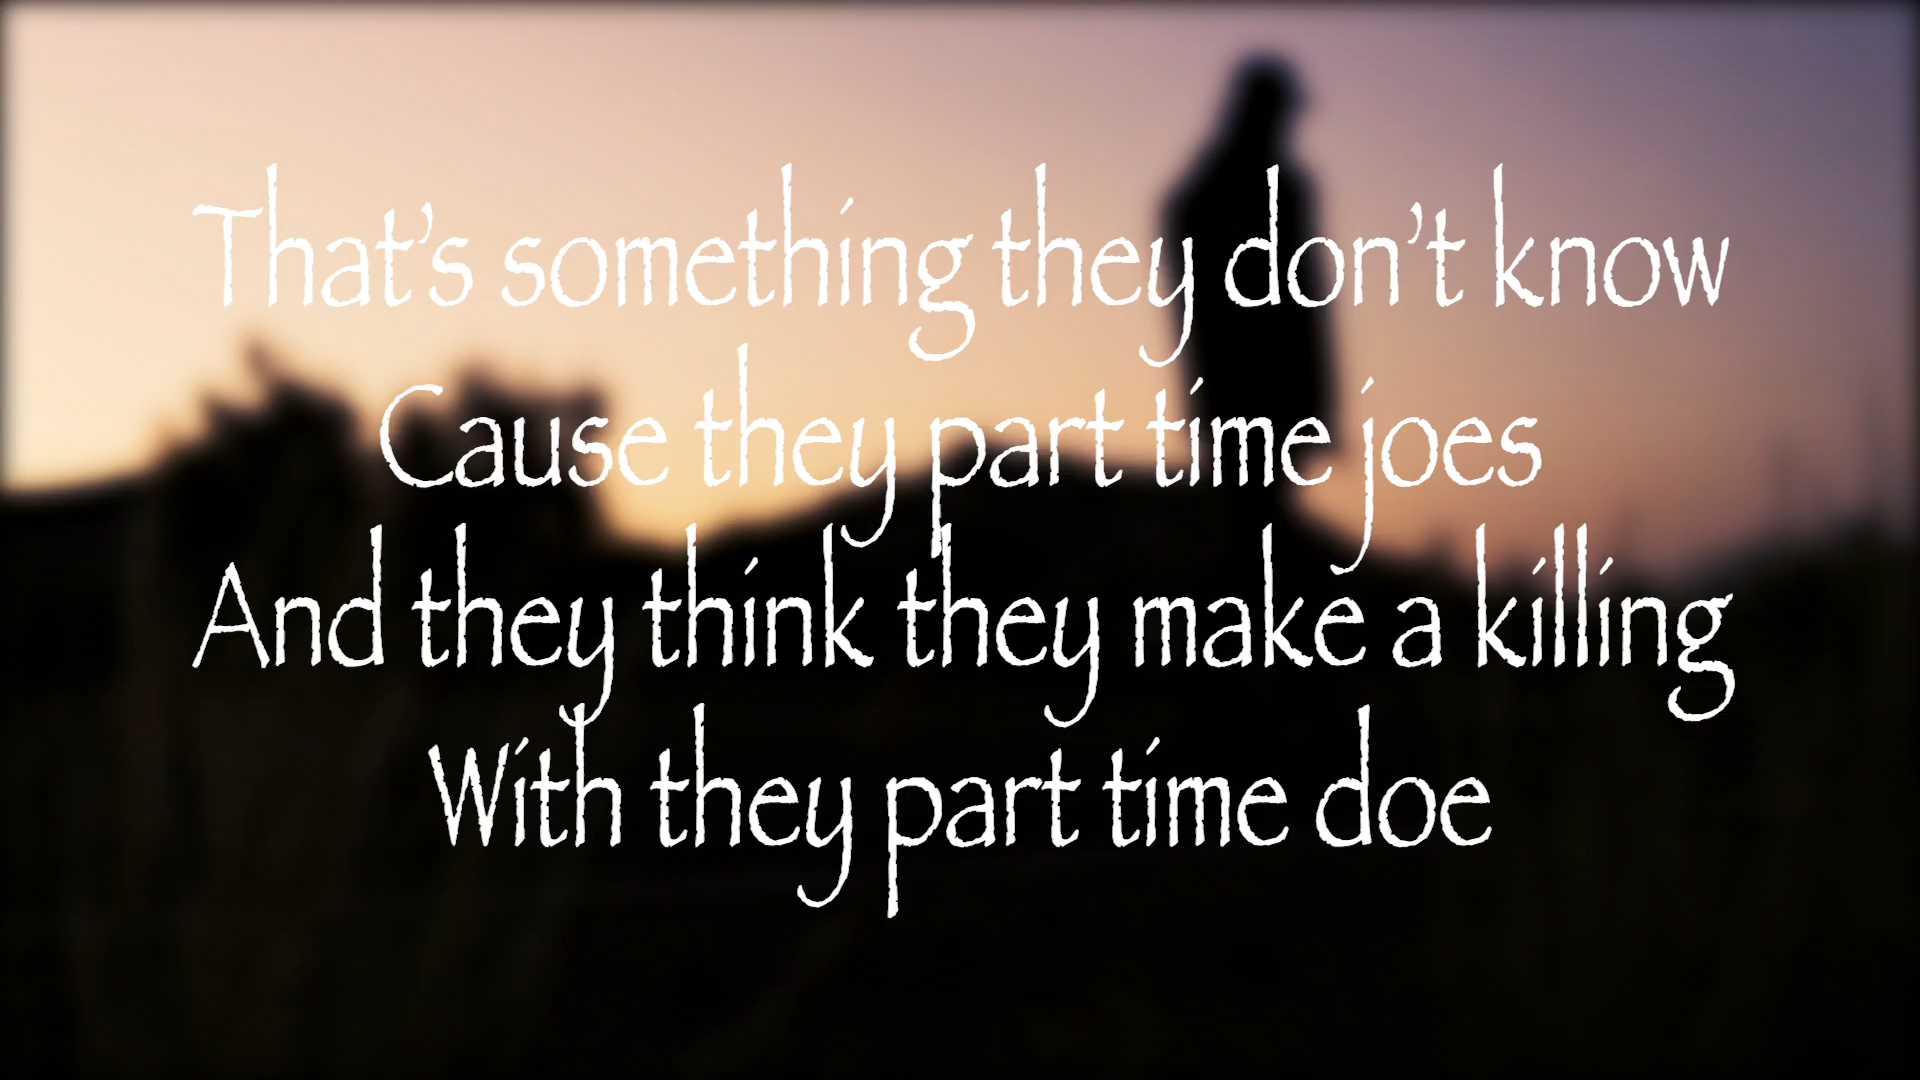 That's something they don't know
Cause they part time joes
And they think they make a killing
With they part time doe